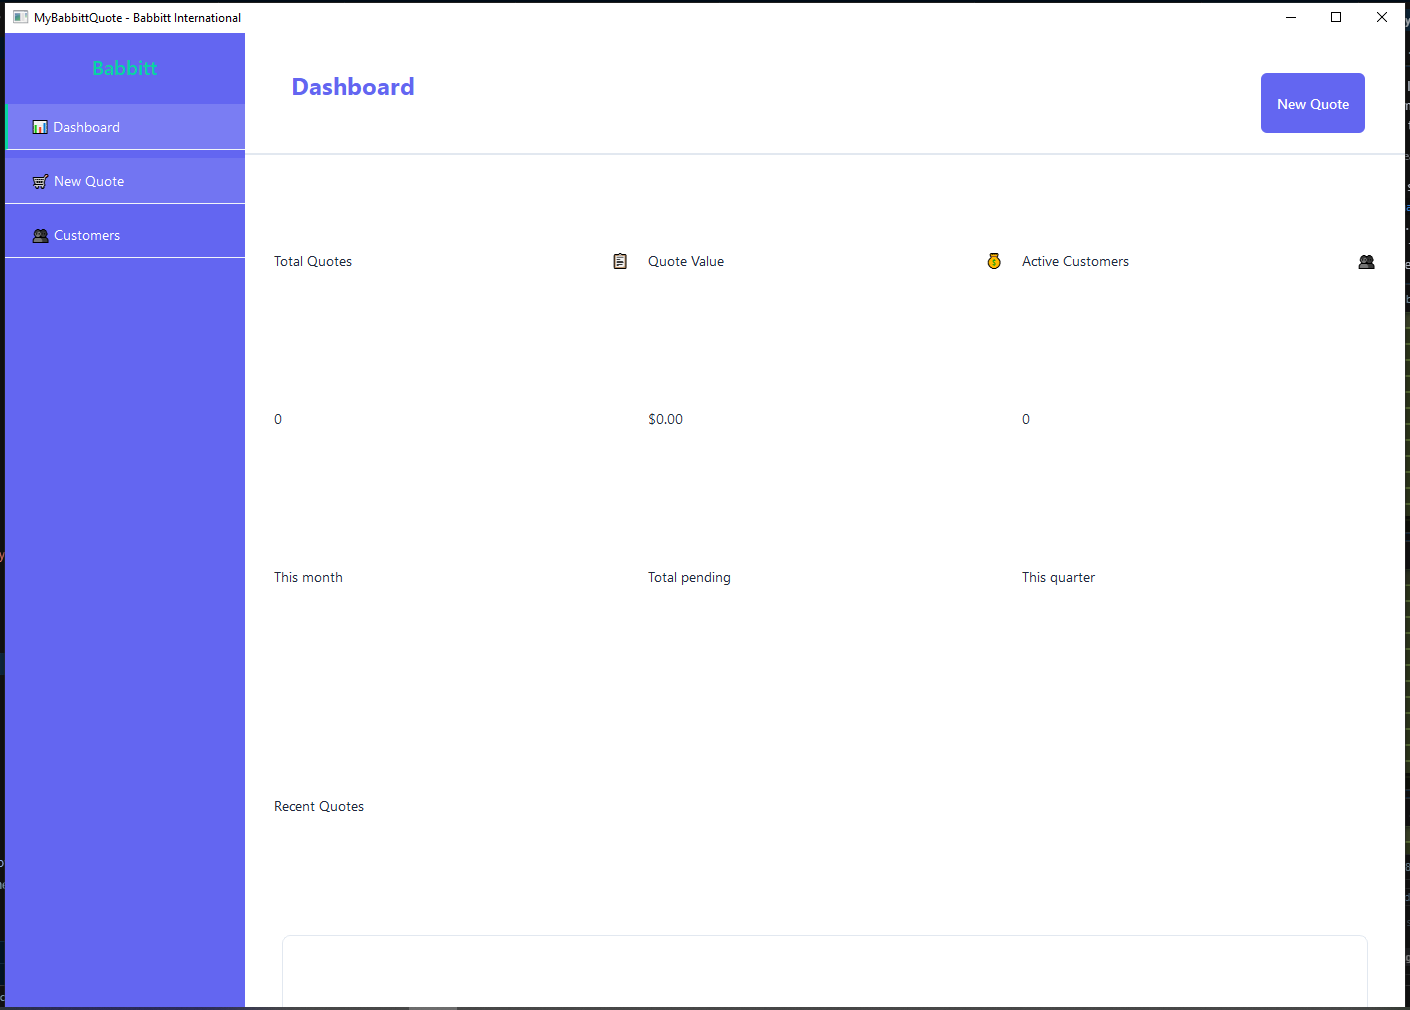 MyBabbittQuote - Babbitt International
Babbitt
Dashboard
New Quote
Customers
Dashboard
New Quote
Total Quotes
Quote Value
Active Customers
0
$0.00
0
This month
Total pending
This quarter
Recent Quotes